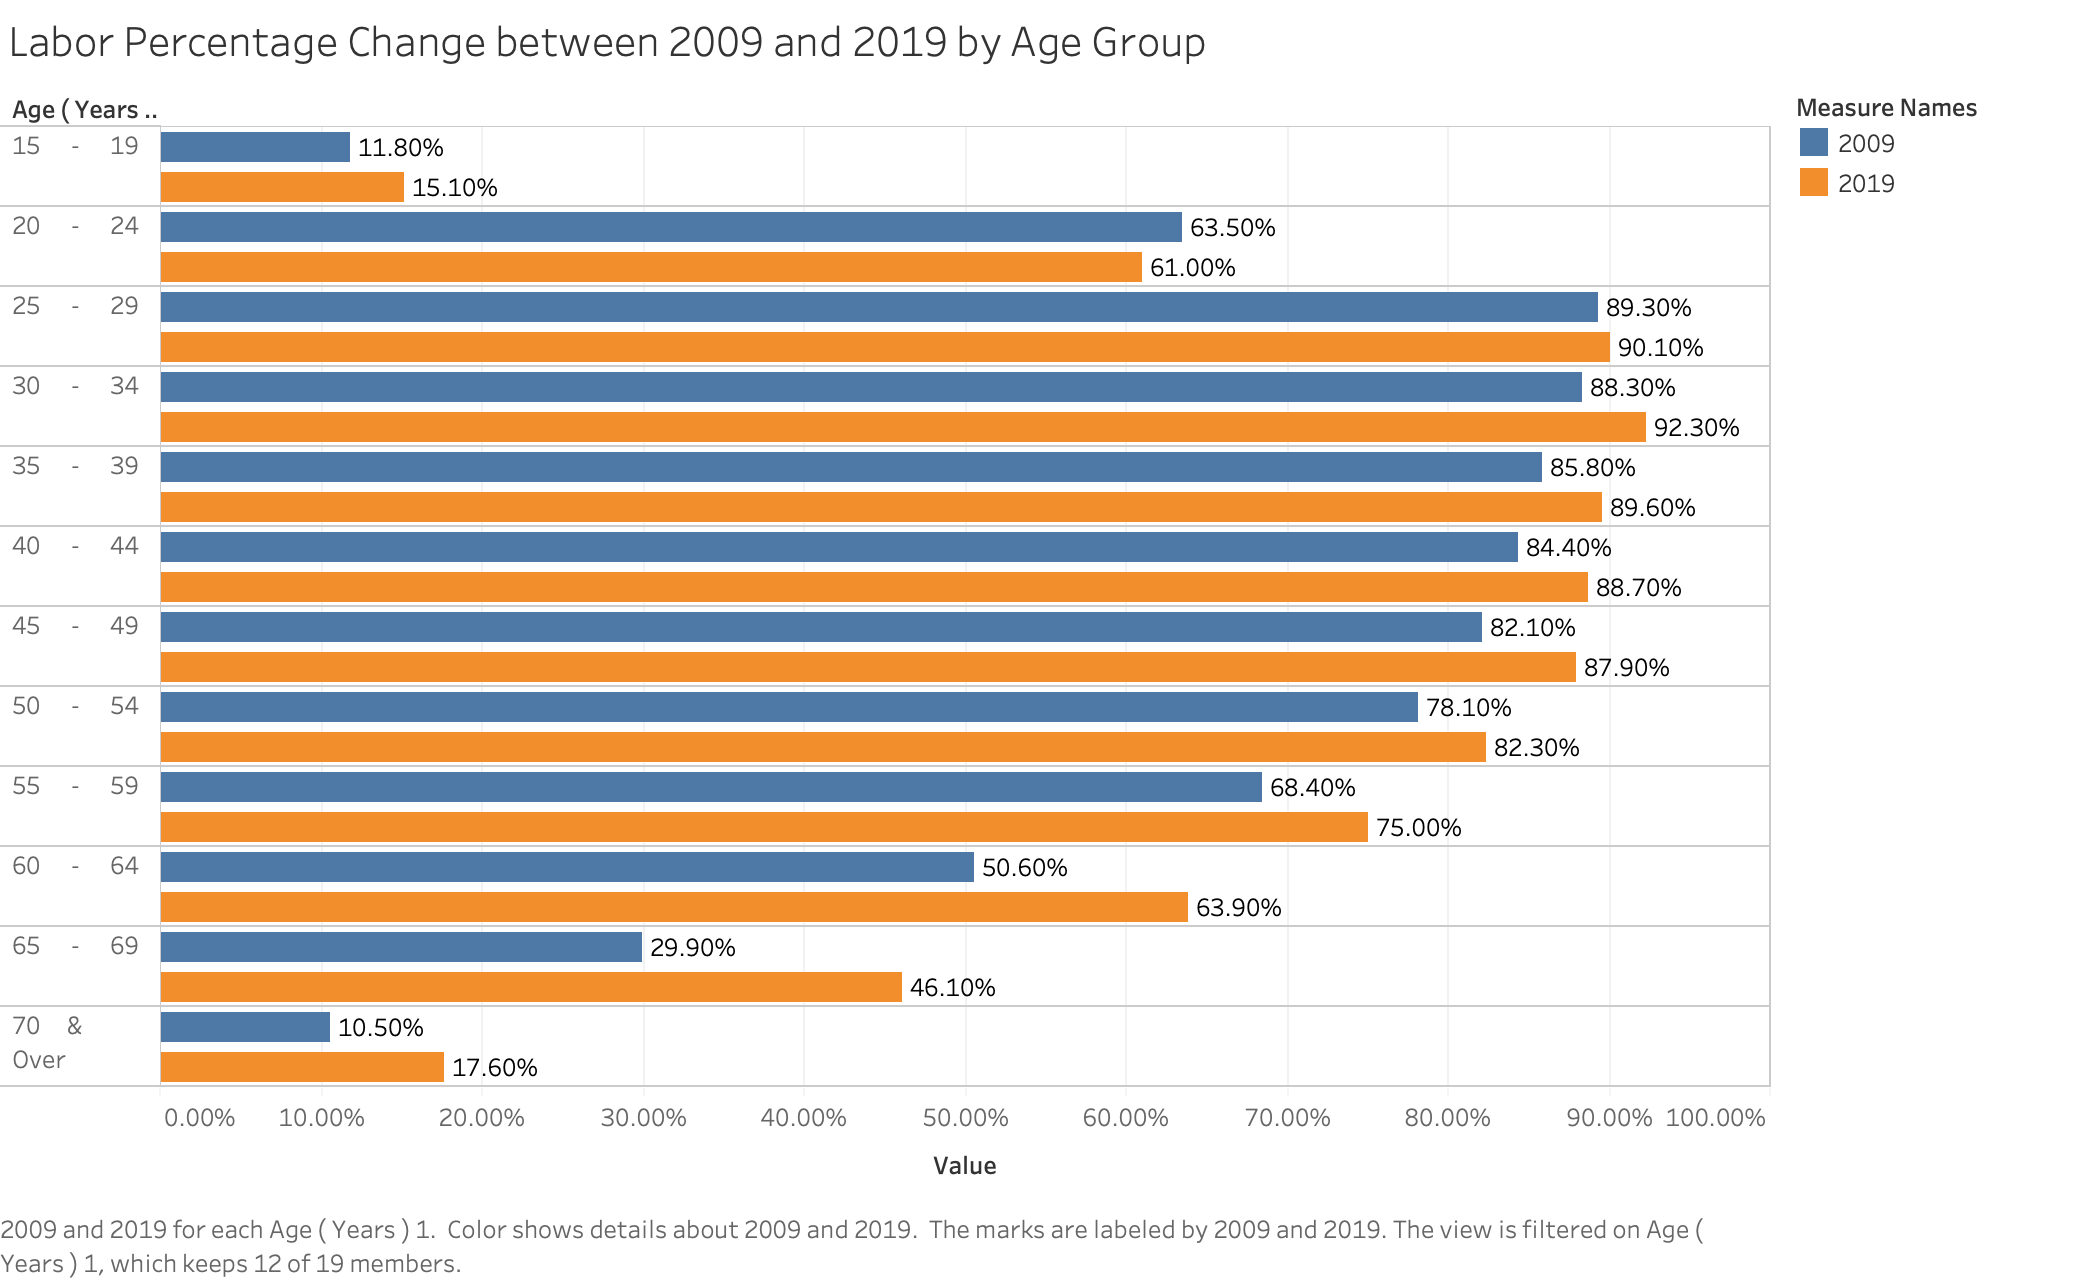 Labor Percentage Change between 2009 and 2019 by Age Group
Age ( Years ..
Measure Names
2009
2019
15 - 19
11.80%
15.10%
20 - 24
63.50%
61.00%
25 - 29
89.30%
90.10%
30 - 34
88.30%
92.30%
35 - 39
85.80%
89.60%
40 - 44
84.40%
88.70%
45 - 49
82.10%
87.90%
50 - 54
78.10%
82.30%
55 - 59
68.40%
75.00%
60 - 64
50.60%
63.90%
65 - 69
29.90%
46.10%
70 &
Over
10.50%
17.60%
0.00% 10.00% 20.00% 30.00% 40.00% 50.00% 60.00% 70.00% 80.00% 90.00% 100.00%
Value
2009 and 2019 for each Age ( Years ) 1. Color shows details about 2009 and 2019. The marks are labeled by 2009 and 2019. The view is filtered on Age (
Years ) 1, which keeps 12 of 19 members.